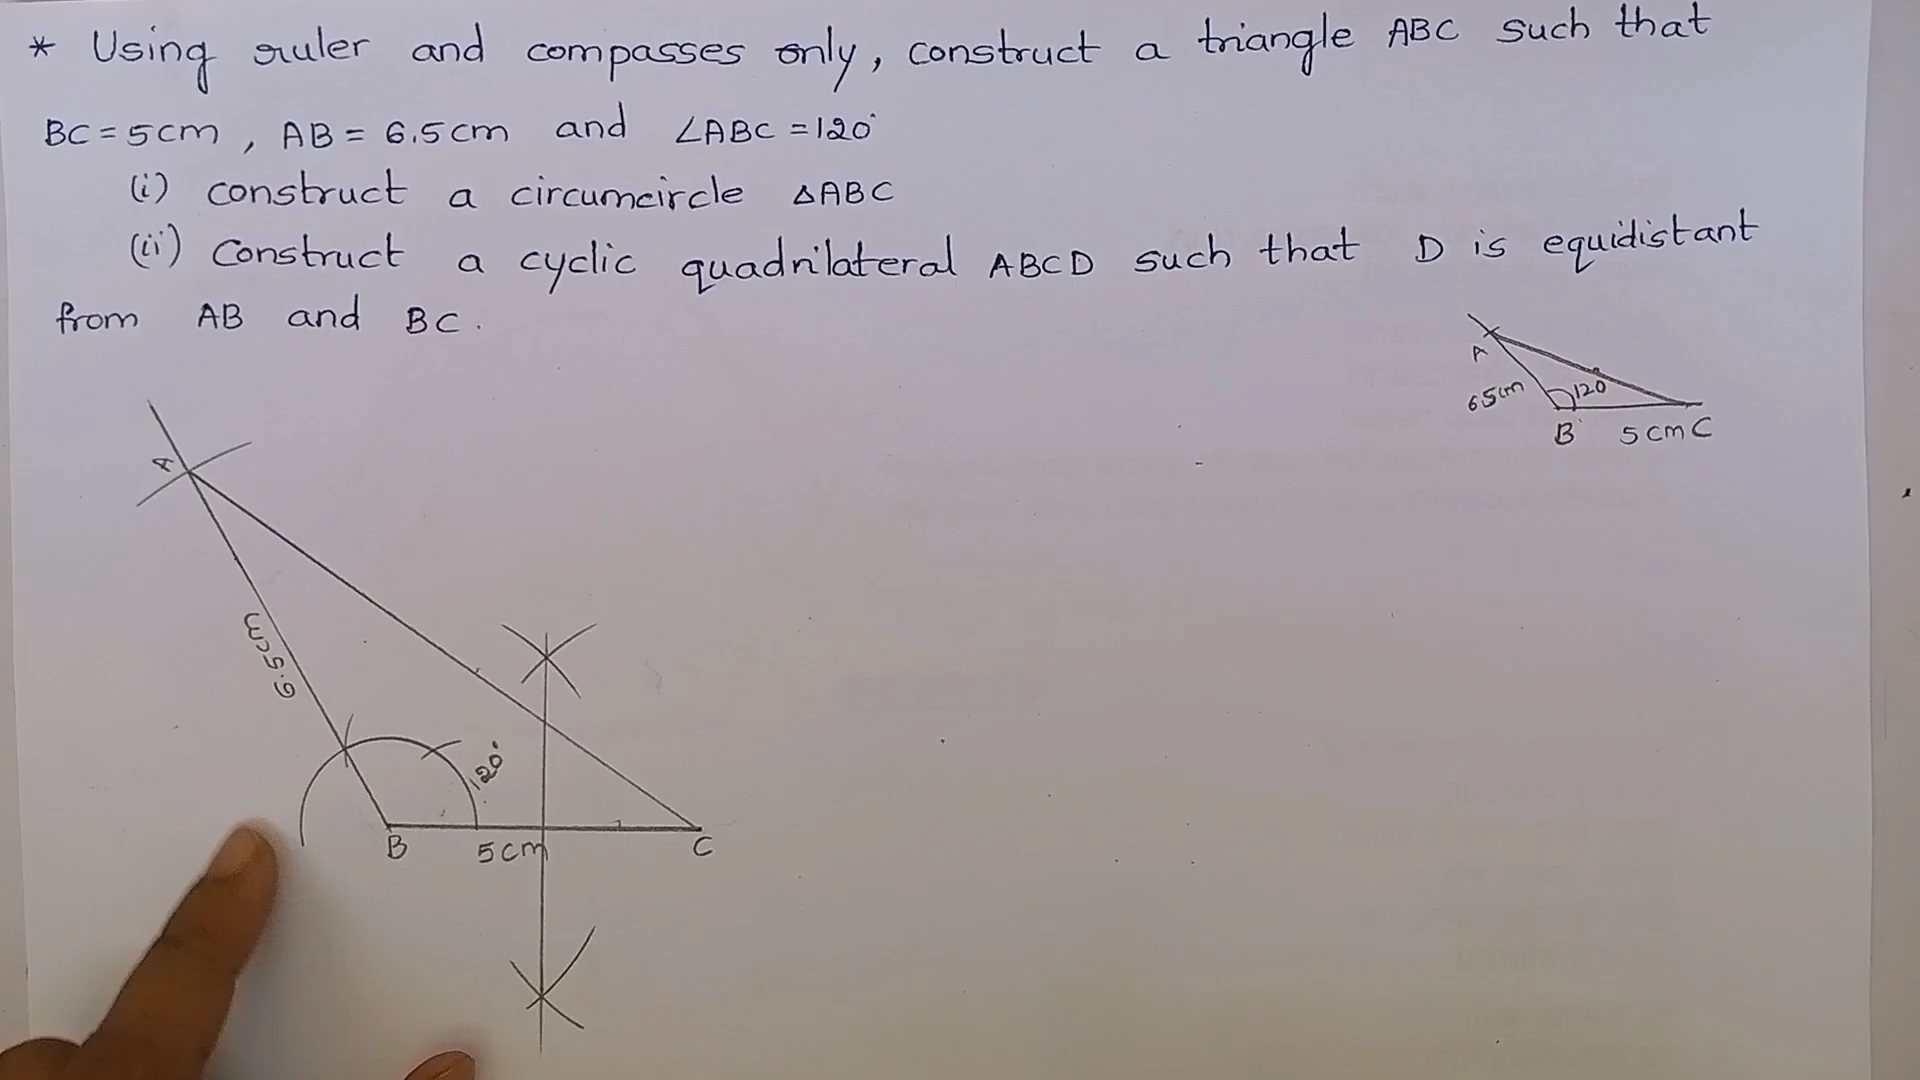 * Using ruler and compasses only, construct a triangle ABC such that
BC = 5cm, AB = 6.5cm and ∠ABC = 120°
(i) construct a circumcircle △ABC
(ii) Construct a cyclic quadrilateral ABCD such that D is equidistant
from AB and BC.
A
6.5cm
120
B 5cm C
A
6.5cm
120°
B 5cm C